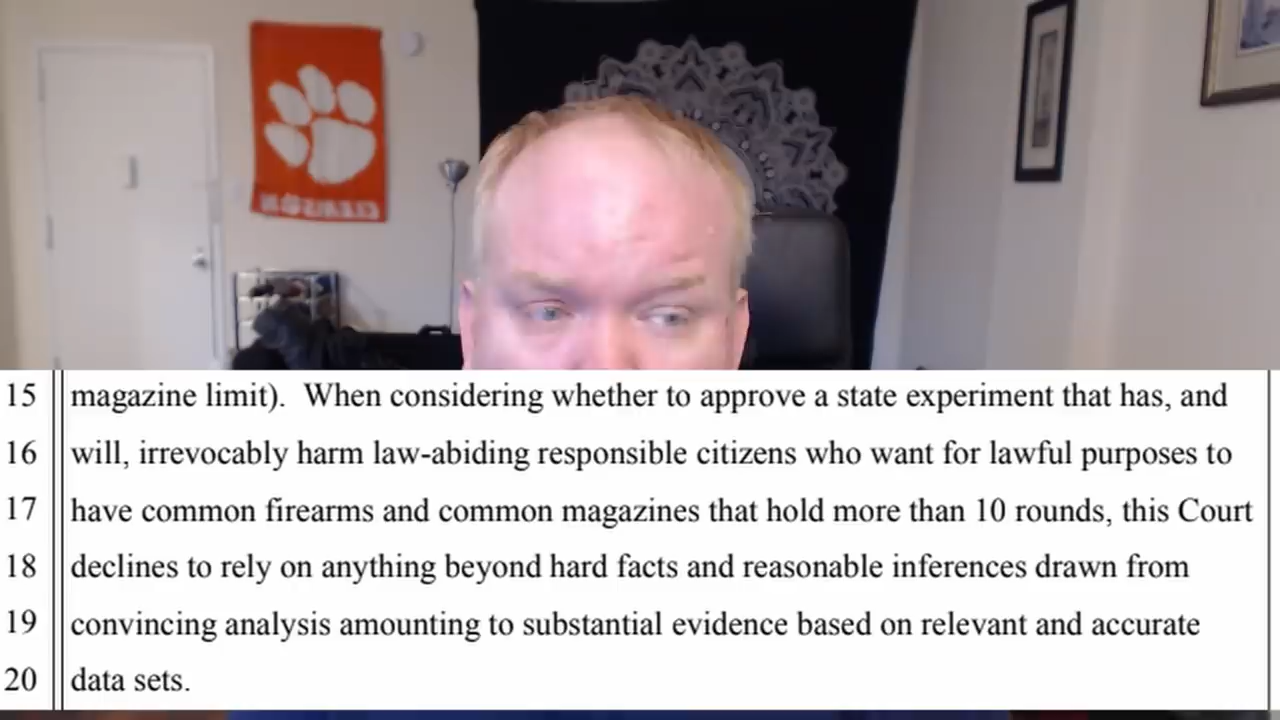 CLEMSON
15 magazine limit). When considering whether to approve a state experiment that has, and
16 will, irrevocably harm law-abiding responsible citizens who want for lawful purposes to
17 have common firearms and common magazines that hold more than 10 rounds, this Court
18 declines to rely on anything beyond hard facts and reasonable inferences drawn from
19 convincing analysis amounting to substantial evidence based on relevant and accurate
20 data sets.